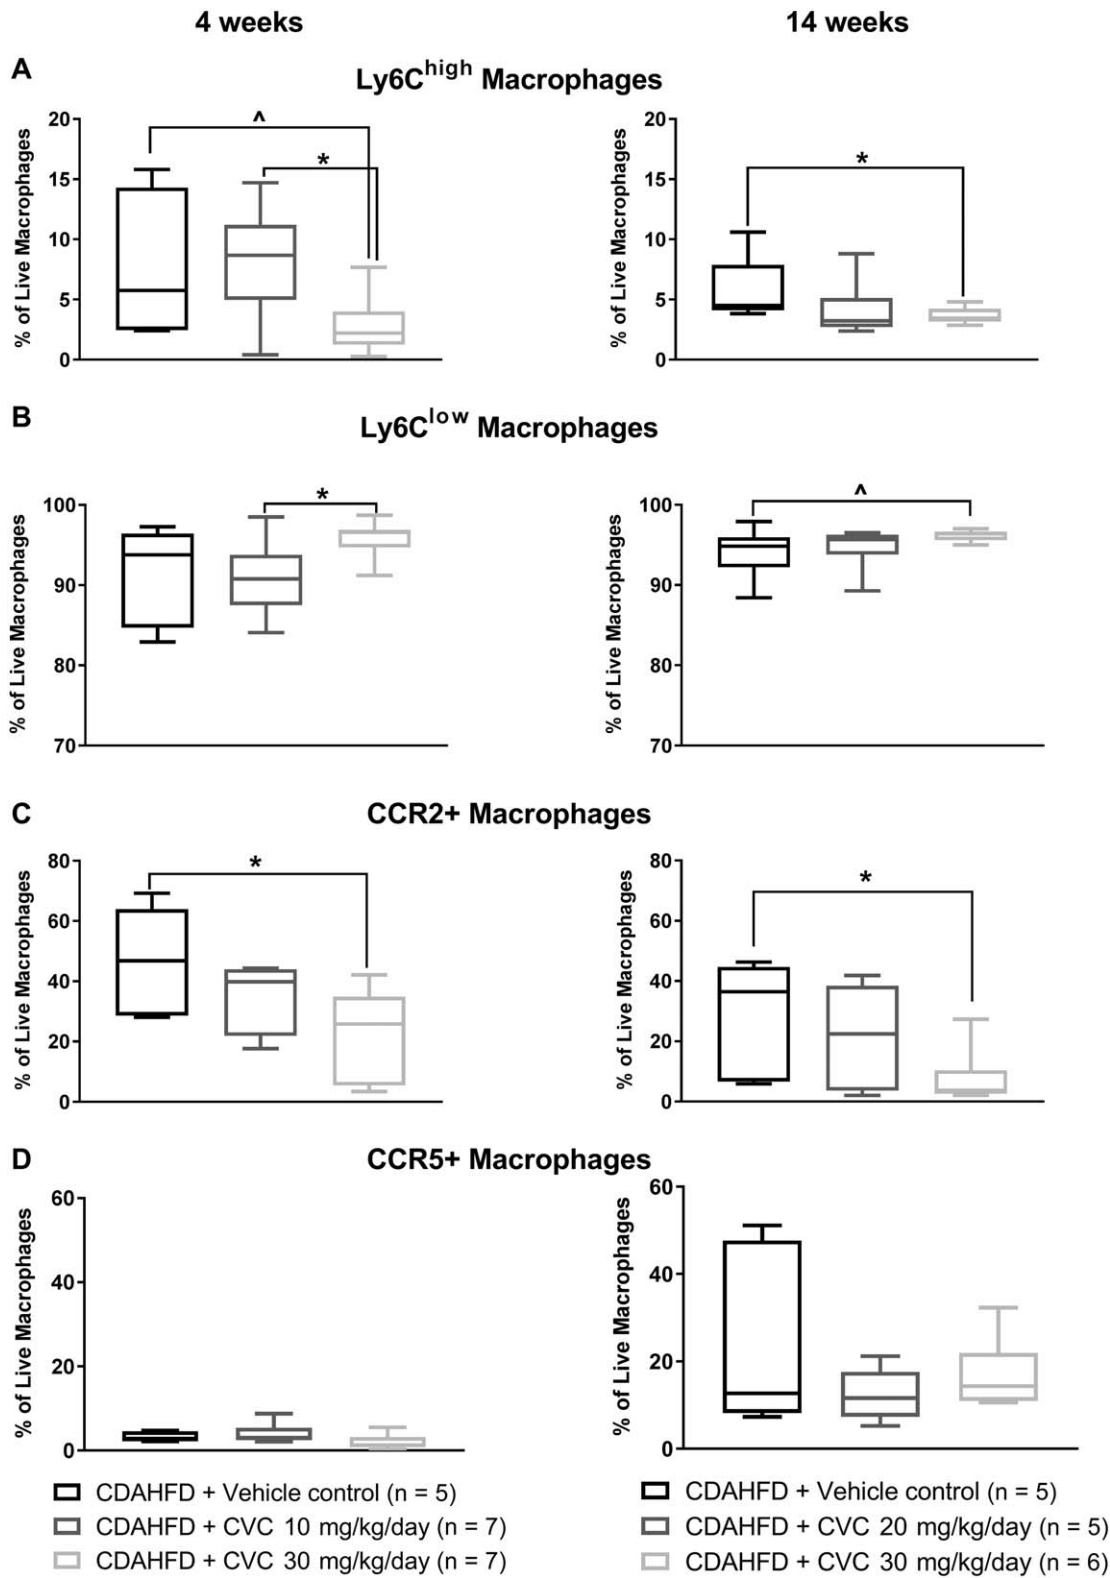 4 weeks 14 weeks
A Ly6Chigh Macrophages
^
*
*
% of Live Macrophages
20
15
10
5
0
% of Live Macrophages
20
15
10
5
0
B Ly6Clow Macrophages
*
^
% of Live Macrophages
100
90
80
70
% of Live Macrophages
100
90
80
70
C CCR2+ Macrophages
*
*
% of Live Macrophages
80
60
40
20
0
% of Live Macrophages
80
60
40
20
0
D CCR5+ Macrophages
% of Live Macrophages
60
40
20
0
% of Live Macrophages
60
40
20
0
CDAHFD + Vehicle control (n = 5)
CDAHFD + CVC 10 mg/kg/day (n = 7)
CDAHFD + CVC 30 mg/kg/day (n = 7)
CDAHFD + Vehicle control (n = 5)
CDAHFD + CVC 20 mg/kg/day (n = 5)
CDAHFD + CVC 30 mg/kg/day (n = 6)